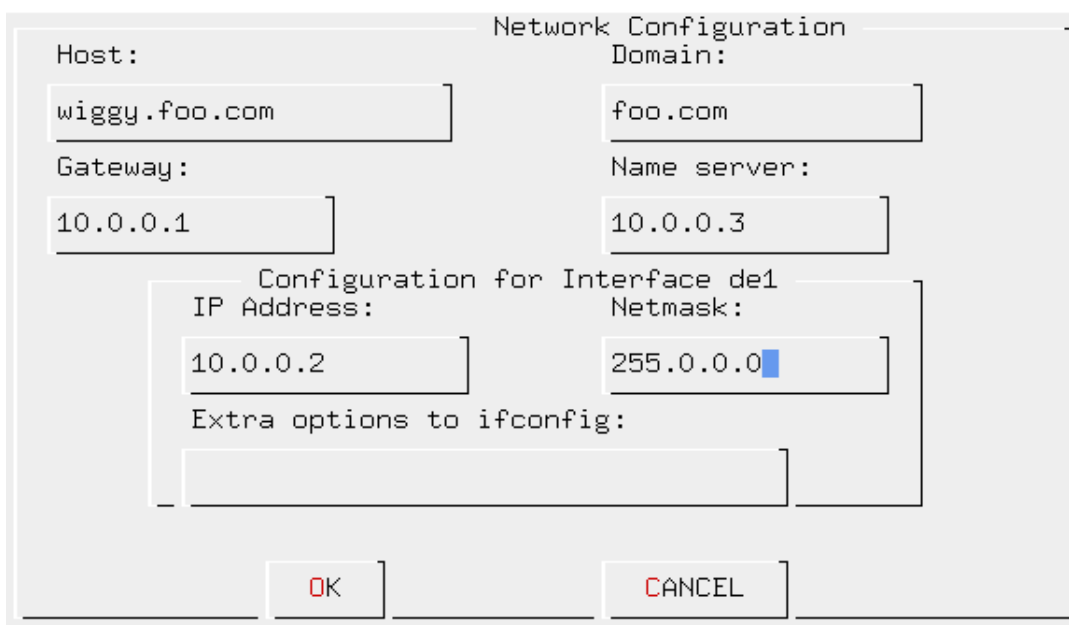 Network Configuration
Host: Domain:
wiggy.foo.com foo.com
Gateway: Name server:
10.0.0.1 10.0.0.3
Configuration for Interface de1
IP Address: Netmask:
10.0.0.2 255.0.0.0
Extra options to ifconfig:
OK CANCEL